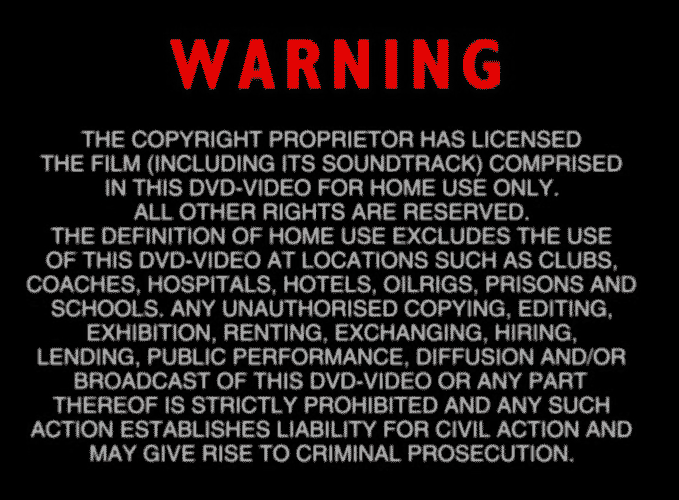 WARNING
THE COPYRIGHT PROPRIETOR HAS LICENSED
THE FILM (INCLUDING ITS SOUNDTRACK) COMPRISED
IN THIS DVD-VIDEO FOR HOME USE ONLY.
ALL OTHER RIGHTS ARE RESERVED.
THE DEFINITION OF HOME USE EXCLUDES THE USE
OF THIS DVD-VIDEO AT LOCATIONS SUCH AS CLUBS,
COACHES, HOSPITALS, HOTELS, OILRIGS, PRISONS AND
SCHOOLS. ANY UNAUTHORISED COPYING, EDITING,
EXHIBITION, RENTING, EXCHANGING, HIRING,
LENDING, PUBLIC PERFORMANCE, DIFFUSION AND/OR
BROADCAST OF THIS DVD-VIDEO OR ANY PART
THEREOF IS STRICTLY PROHIBITED AND ANY SUCH
ACTION ESTABLISHES LIABILITY FOR CIVIL ACTION AND
MAY GIVE RISE TO CRIMINAL PROSECUTION.